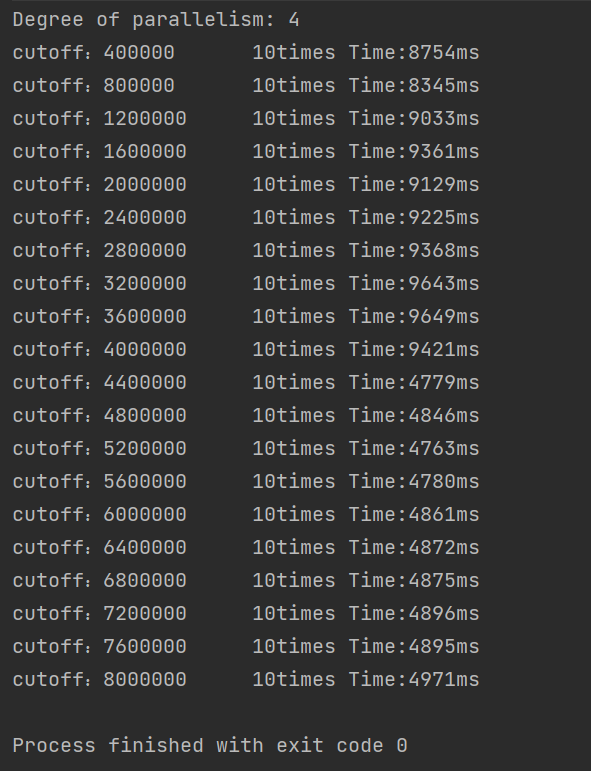 Degree of parallelism: 4
cutoff：400000		10times Time:8754ms
cutoff：800000		10times Time:8345ms
cutoff：1200000		10times Time:9033ms
cutoff：1600000		10times Time:9361ms
cutoff：2000000		10times Time:9129ms
cutoff：2400000		10times Time:9225ms
cutoff：2800000		10times Time:9368ms
cutoff：3200000		10times Time:9643ms
cutoff：3600000		10times Time:9649ms
cutoff：4000000		10times Time:9421ms
cutoff：4400000		10times Time:4779ms
cutoff：4800000		10times Time:4846ms
cutoff：5200000		10times Time:4763ms
cutoff：5600000		10times Time:4780ms
cutoff：6000000		10times Time:4861ms
cutoff：6400000		10times Time:4872ms
cutoff：6800000		10times Time:4875ms
cutoff：7200000		10times Time:4896ms
cutoff：7600000		10times Time:4895ms
cutoff：8000000		10times Time:4971ms
Process finished with exit code 0